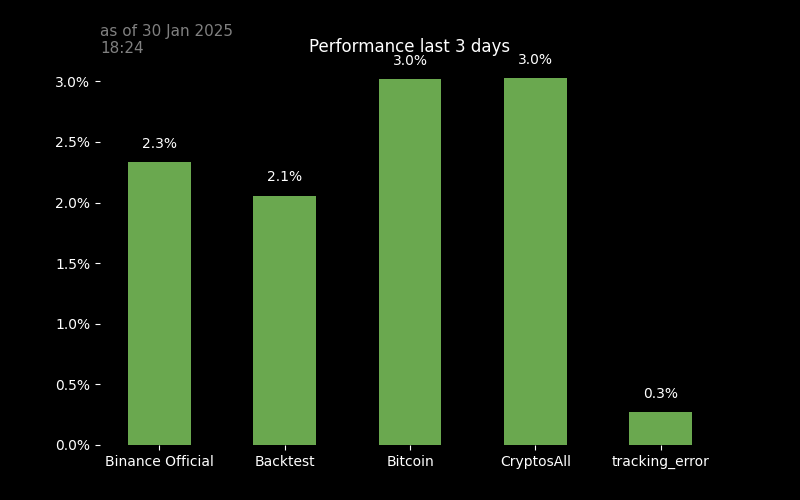 as of 30 Jan 2025
18:24
Performance last 3 days
3.0%
2.5%
2.0%
1.5%
1.0%
0.5%
0.0%
2.3%
2.1%
3.0%
3.0%
0.3%
Binance Official
Backtest
Bitcoin
CryptosAll
tracking_error